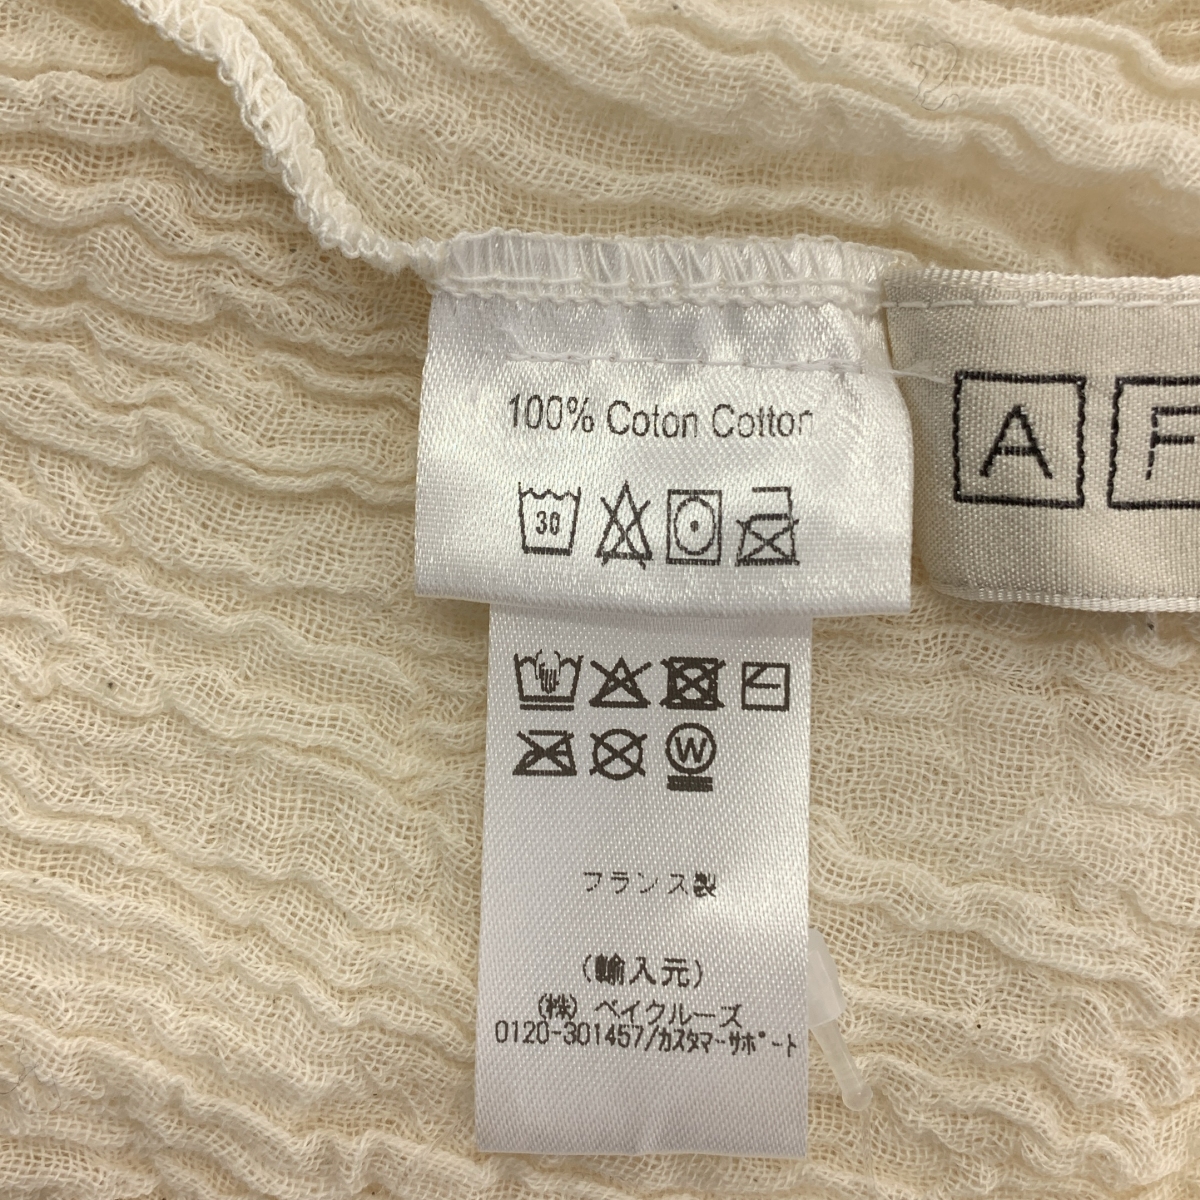 100% Coton Cotton
A F
30
W
フランス製
(輸入元)
(株) ベイクルーズ
0120-301457/カスタマーサポート